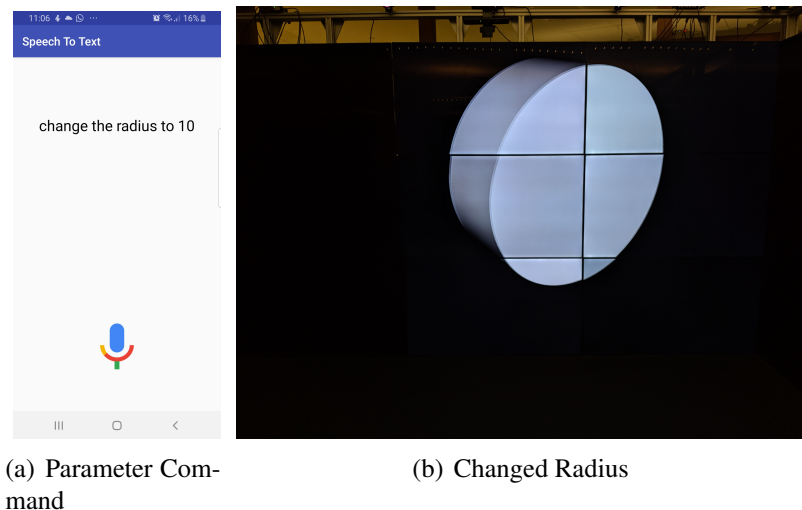 11:06 16%
Speech To Text
change the radius to 10
(a) Parameter Com-
mand
(b) Changed Radius